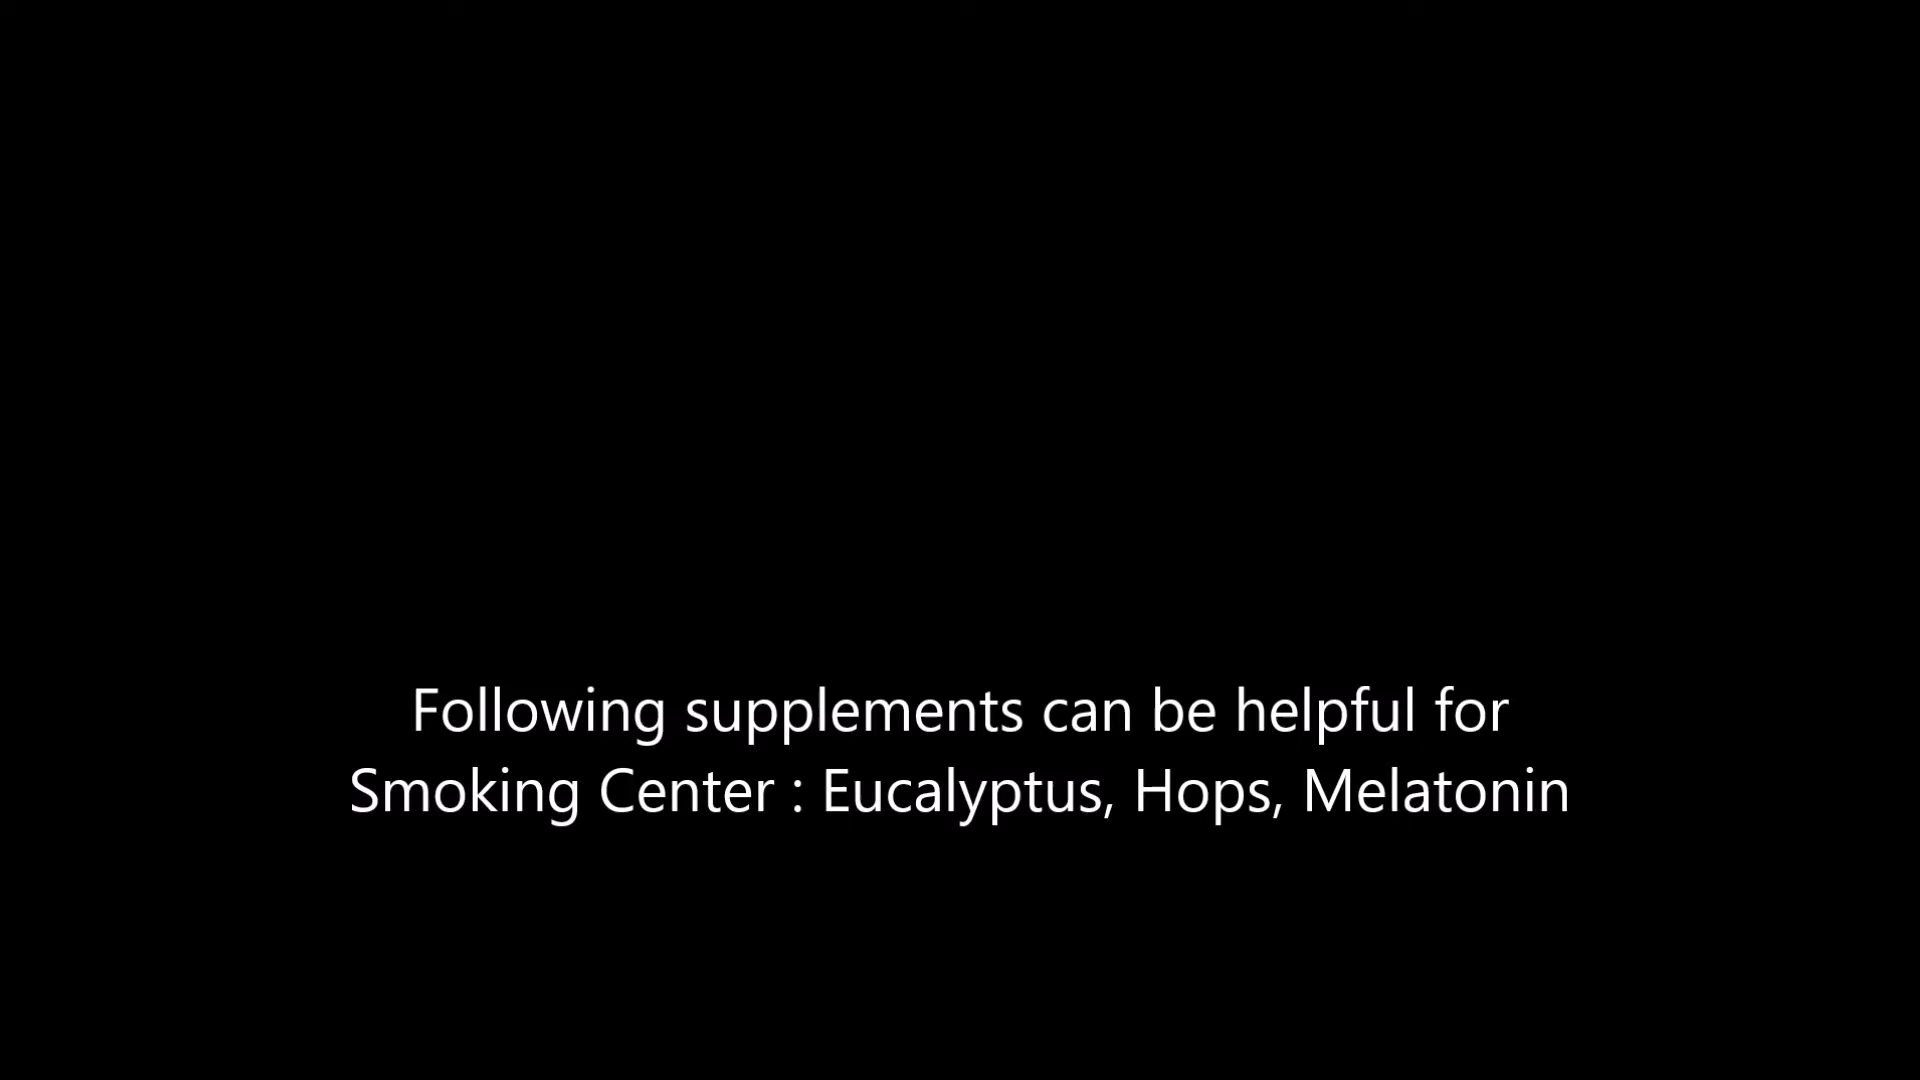 Following supplements can be helpful for
Smoking Center : Eucalyptus, Hops, Melatonin